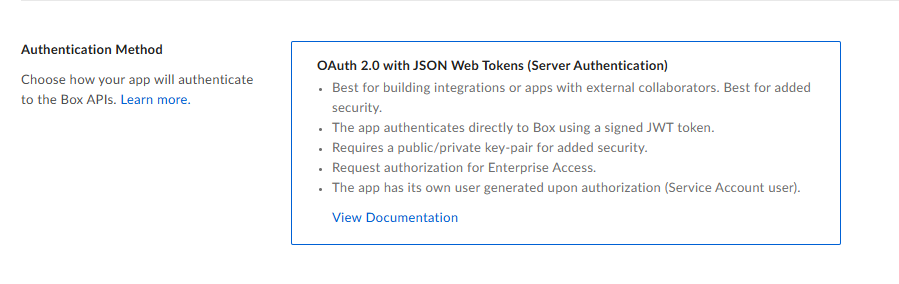 Authentication Method
Choose how your app will authenticate
to the Box APIs. Learn more.
OAuth 2.0 with JSON Web Tokens (Server Authentication)
• Best for building integrations or apps with external collaborators. Best for added
security.
• The app authenticates directly to Box using a signed JWT token.
• Requires a public/private key-pair for added security.
• Request authorization for Enterprise Access.
• The app has its own user generated upon authorization (Service Account user).
View Documentation